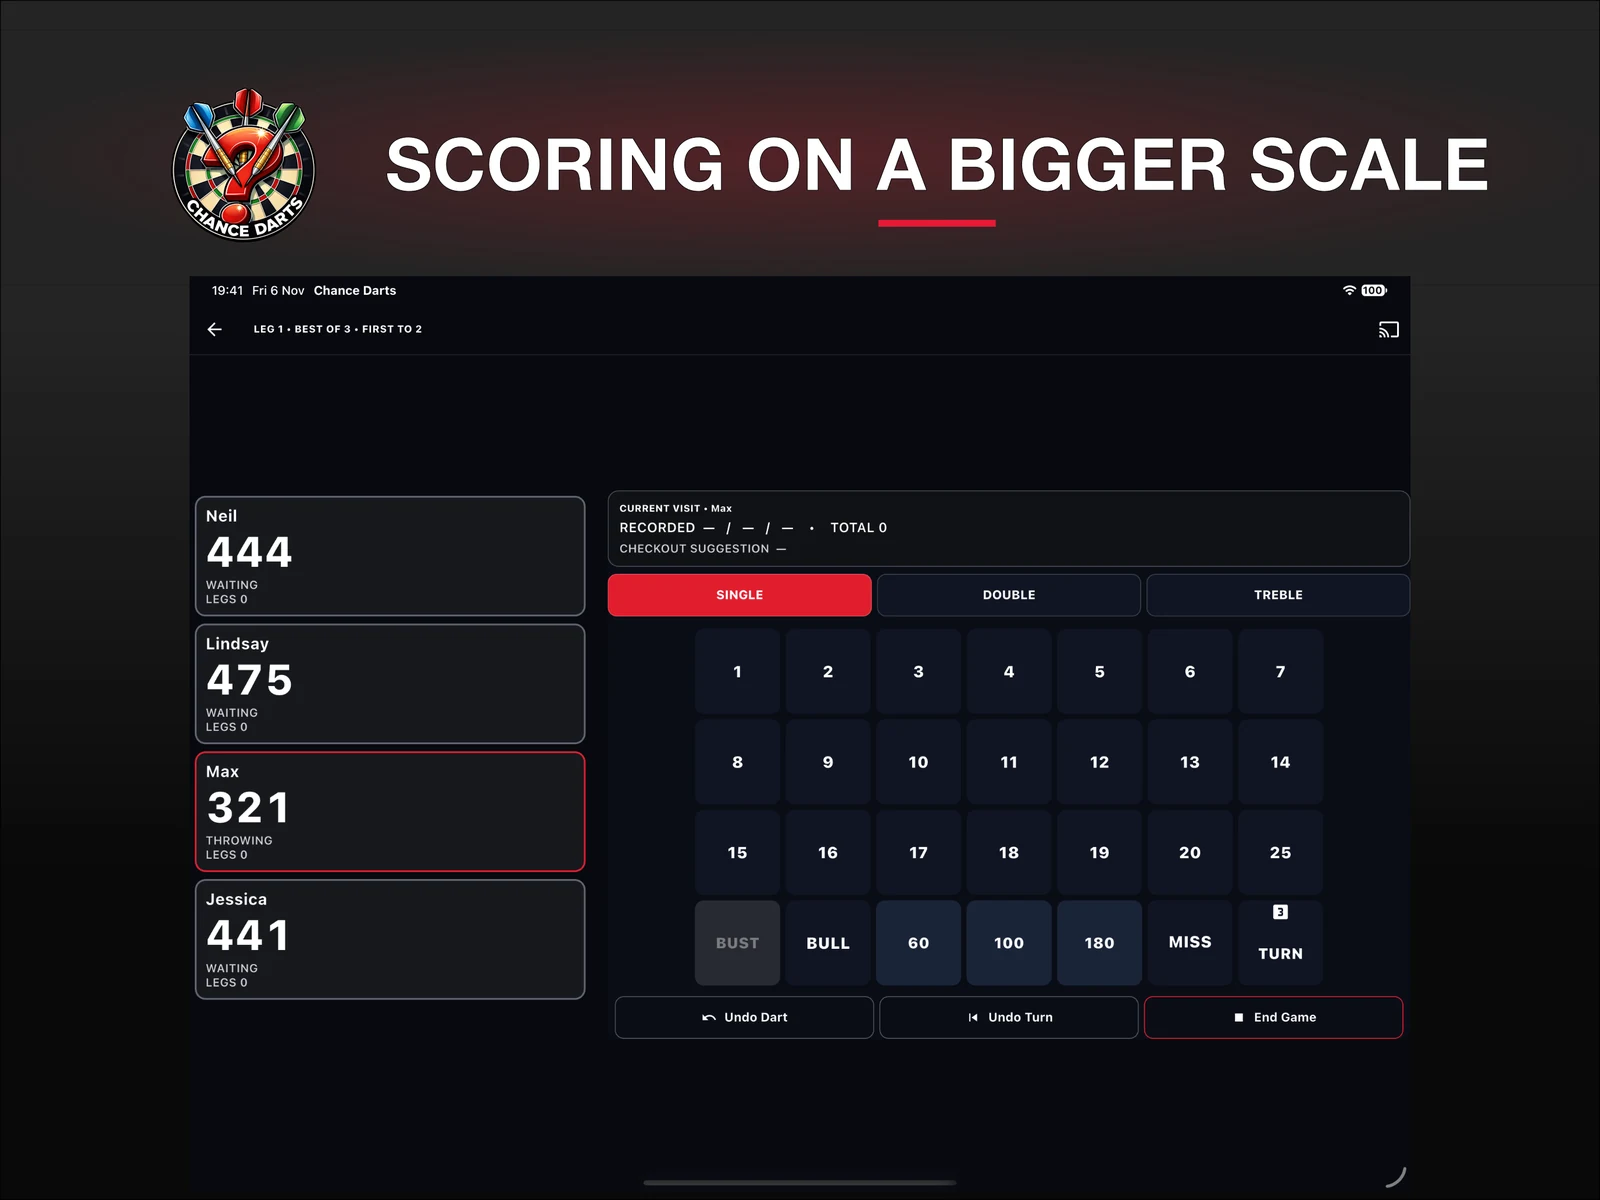 CHANCE DARTS
SCORING ON A BIGGER SCALE
19:41 Fri 6 Nov Chance Darts
100
LEG 1 • BEST OF 3 • FIRST TO 2
Neil
444
WAITING
LEGS 0
Lindsay
475
WAITING
LEGS 0
Max
321
THROWING
LEGS 0
Jessica
441
WAITING
LEGS 0
CURRENT VISIT • Max
RECORDED — / — / — • TOTAL 0
CHECKOUT SUGGESTION —
SINGLE DOUBLE TREBLE
1 2 3 4 5 6 7
8 9 10 11 12 13 14
15 16 17 18 19 20 25
3
BUST BULL 60 100 180 MISS TURN
Undo Dart Undo Turn End Game